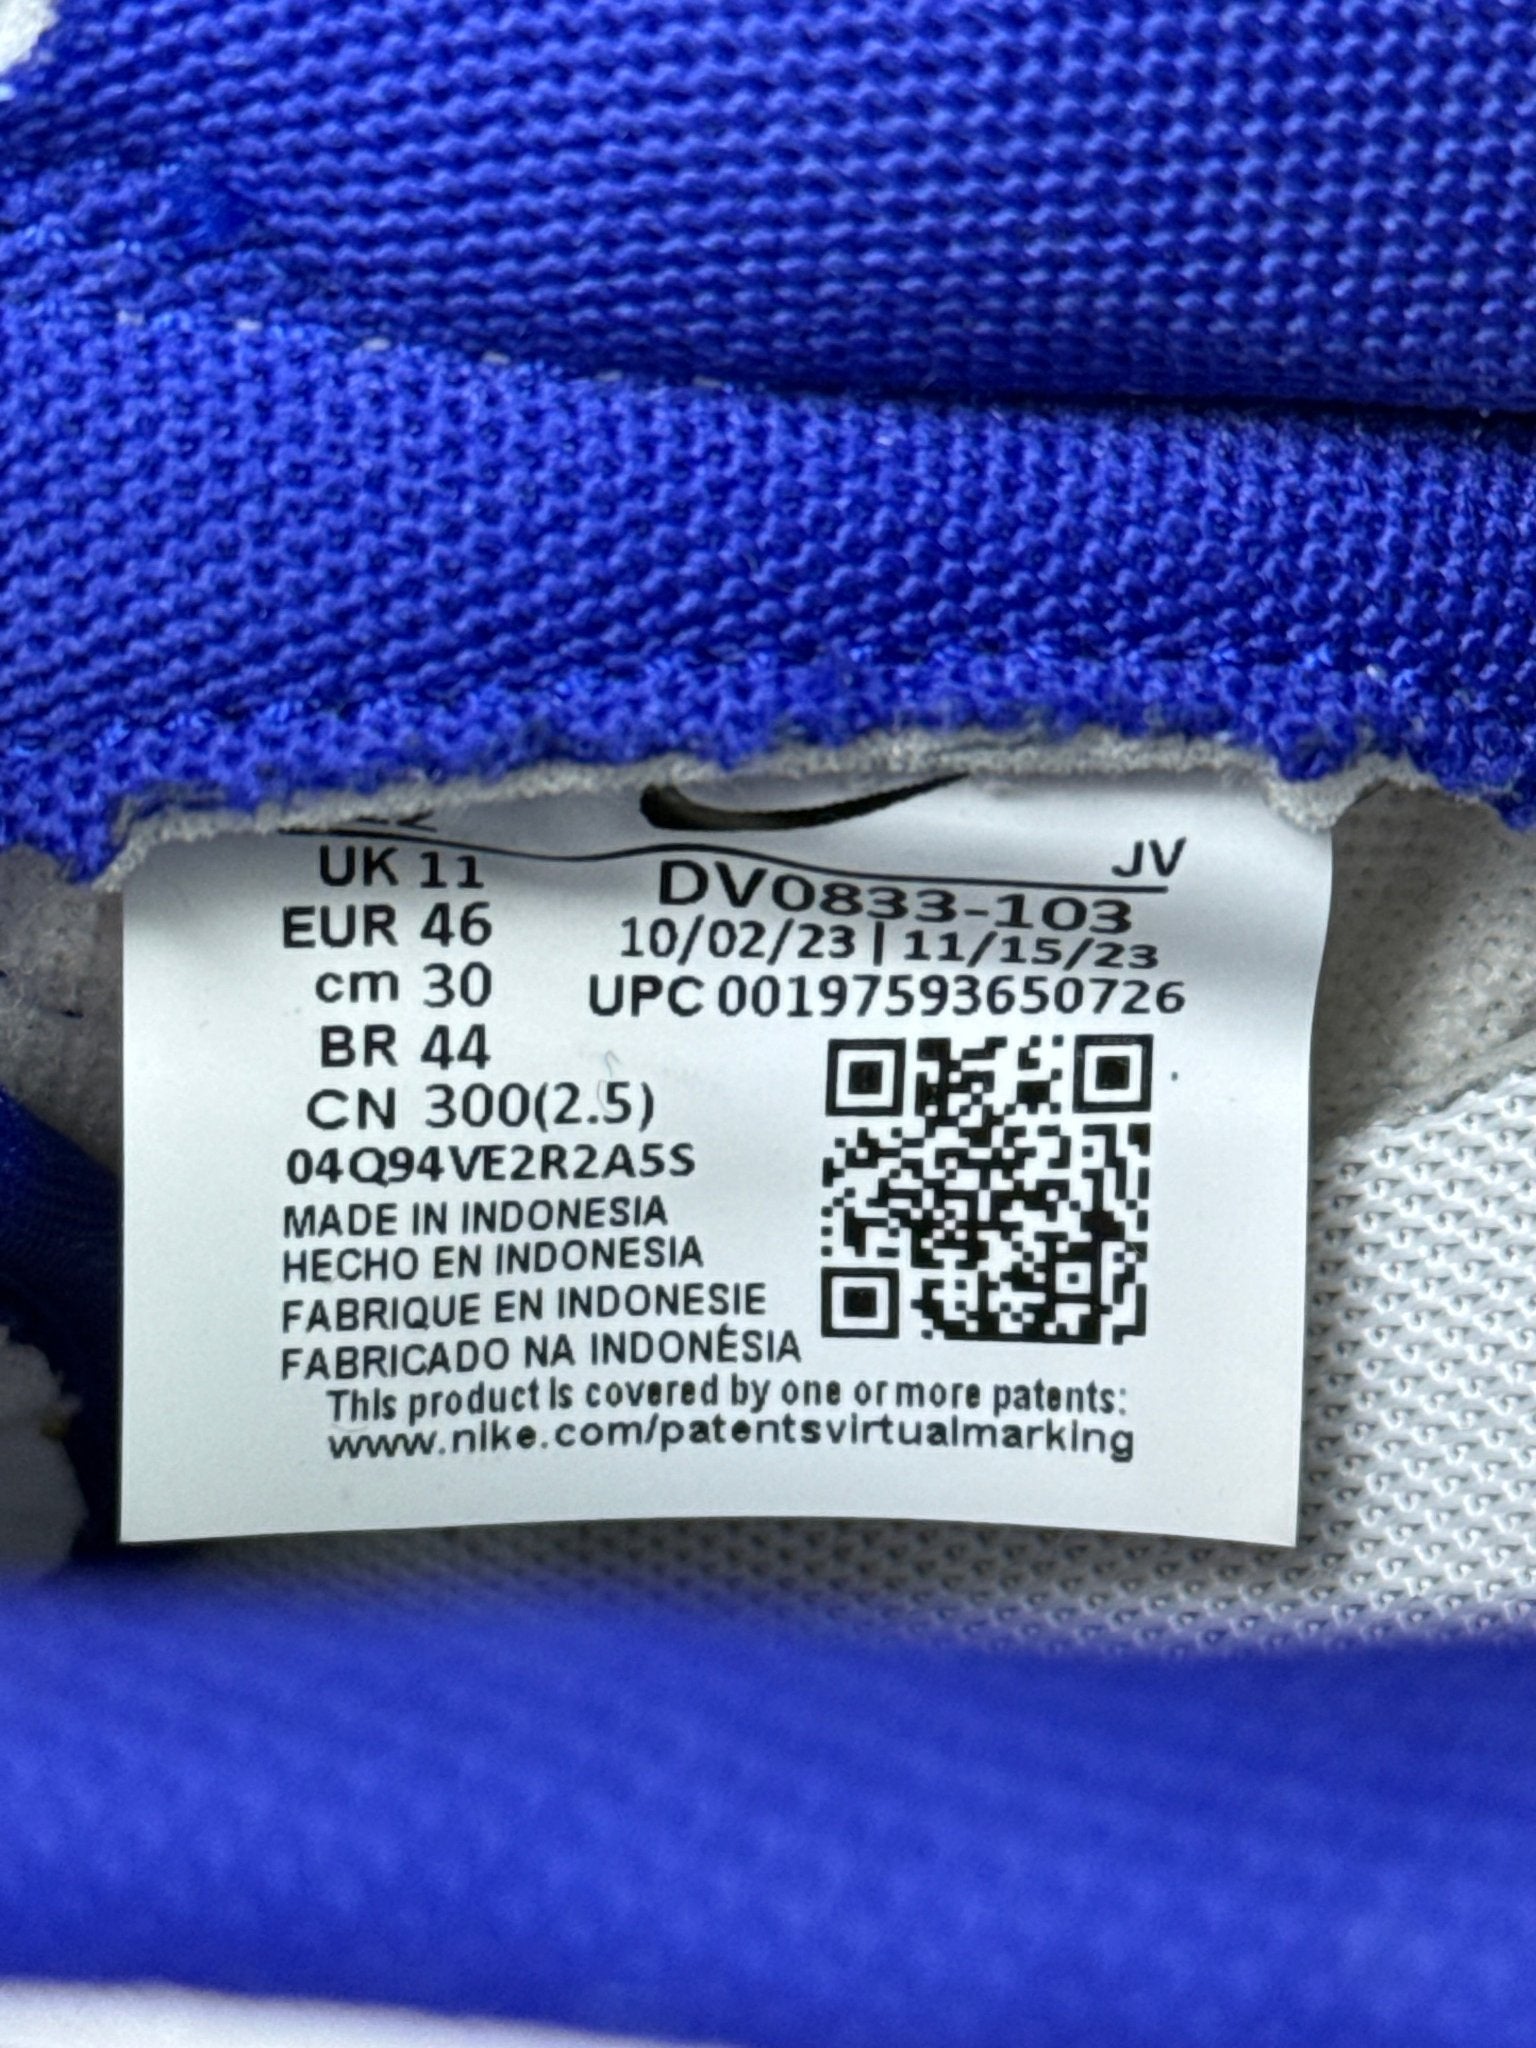 JV
UK 11
DV0833-103
EUR 46
10/02/23 | 11/15/23
cm 30
UPC 00197593650726
BR 44
CN 300(2.5)
04Q94VE2R2A5S
MADE IN INDONESIA
HECHO EN INDONESIA
FABRIQUE EN INDONESIE
FABRICADO NA INDONÉSIA
This product is covered by one or more patents:
www.nike.com/patentsvirtualmarking